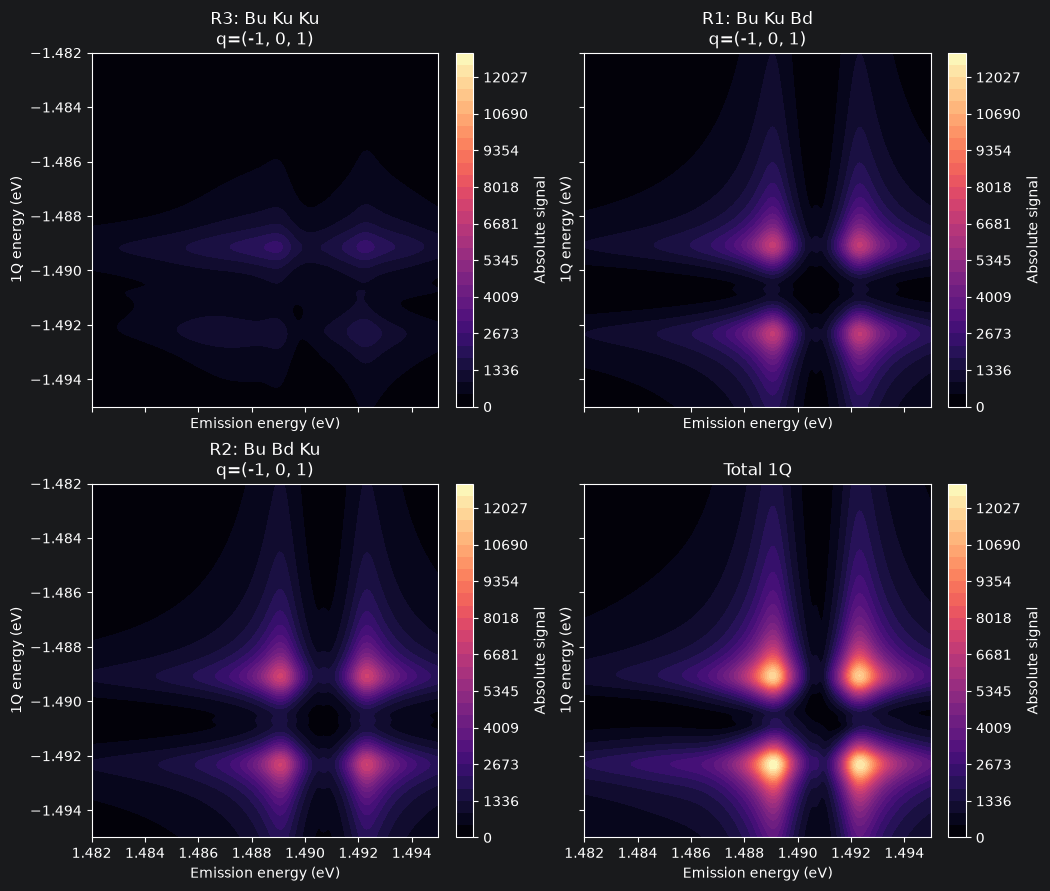 R3: Bu Ku Ku
q=(-1, 0, 1)
−1.482
−1.484
−1.486
−1.488
−1.490
−1.492
−1.494
1Q energy (eV)
Emission energy (eV)
12027
10690
9354
8018
6681
5345
4009
2673
1336
0
Absolute signal
R1: Bu Ku Bd
q=(-1, 0, 1)
1Q energy (eV)
Emission energy (eV)
12027
10690
9354
8018
6681
5345
4009
2673
1336
0
Absolute signal
R2: Bu Bd Ku
q=(-1, 0, 1)
−1.482
−1.484
−1.486
−1.488
−1.490
−1.492
−1.494
1Q energy (eV)
1.482 1.484 1.486 1.488 1.490 1.492 1.494
Emission energy (eV)
12027
10690
9354
8018
6681
5345
4009
2673
1336
0
Absolute signal
Total 1Q
1Q energy (eV)
1.482 1.484 1.486 1.488 1.490 1.492 1.494
Emission energy (eV)
12027
10690
9354
8018
6681
5345
4009
2673
1336
0
Absolute signal